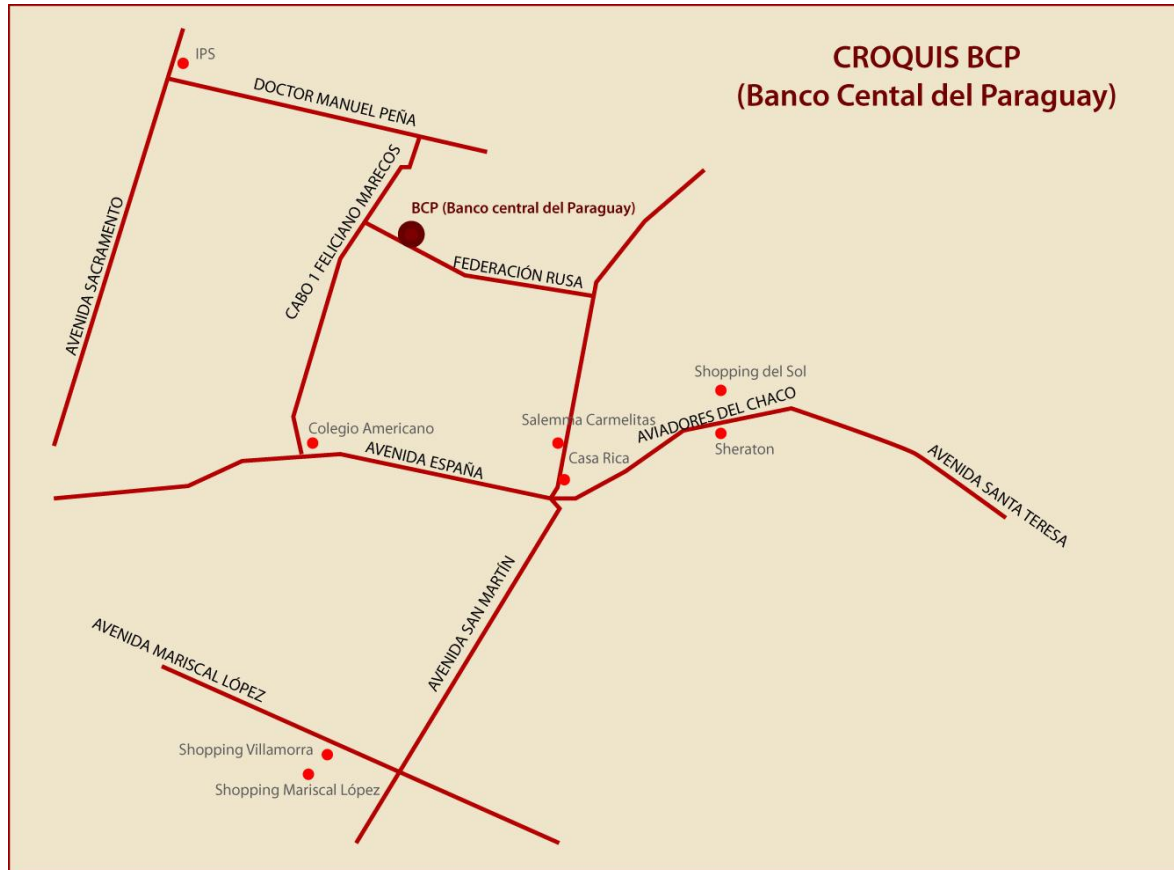 CROQUIS BCP
(Banco Cental del Paraguay)
IPS
DOCTOR MANUEL PEÑA
AVENIDA SACRAMENTO
CABO 1 FELICIANO MARECOS
BCP (Banco central del Paraguay)
FEDERACIÓN RUSA
Shopping del Sol
AVIADORES DEL CHACO
Salemma Carmelitas
Colegio Americano
AVENIDA ESPAÑA
Casa Rica
Sheraton
AVENIDA SANTA TERESA
AVENIDA SAN MARTÍN
AVENIDA MARISCAL LÓPEZ
Shopping Villamorra
Shopping Mariscal López